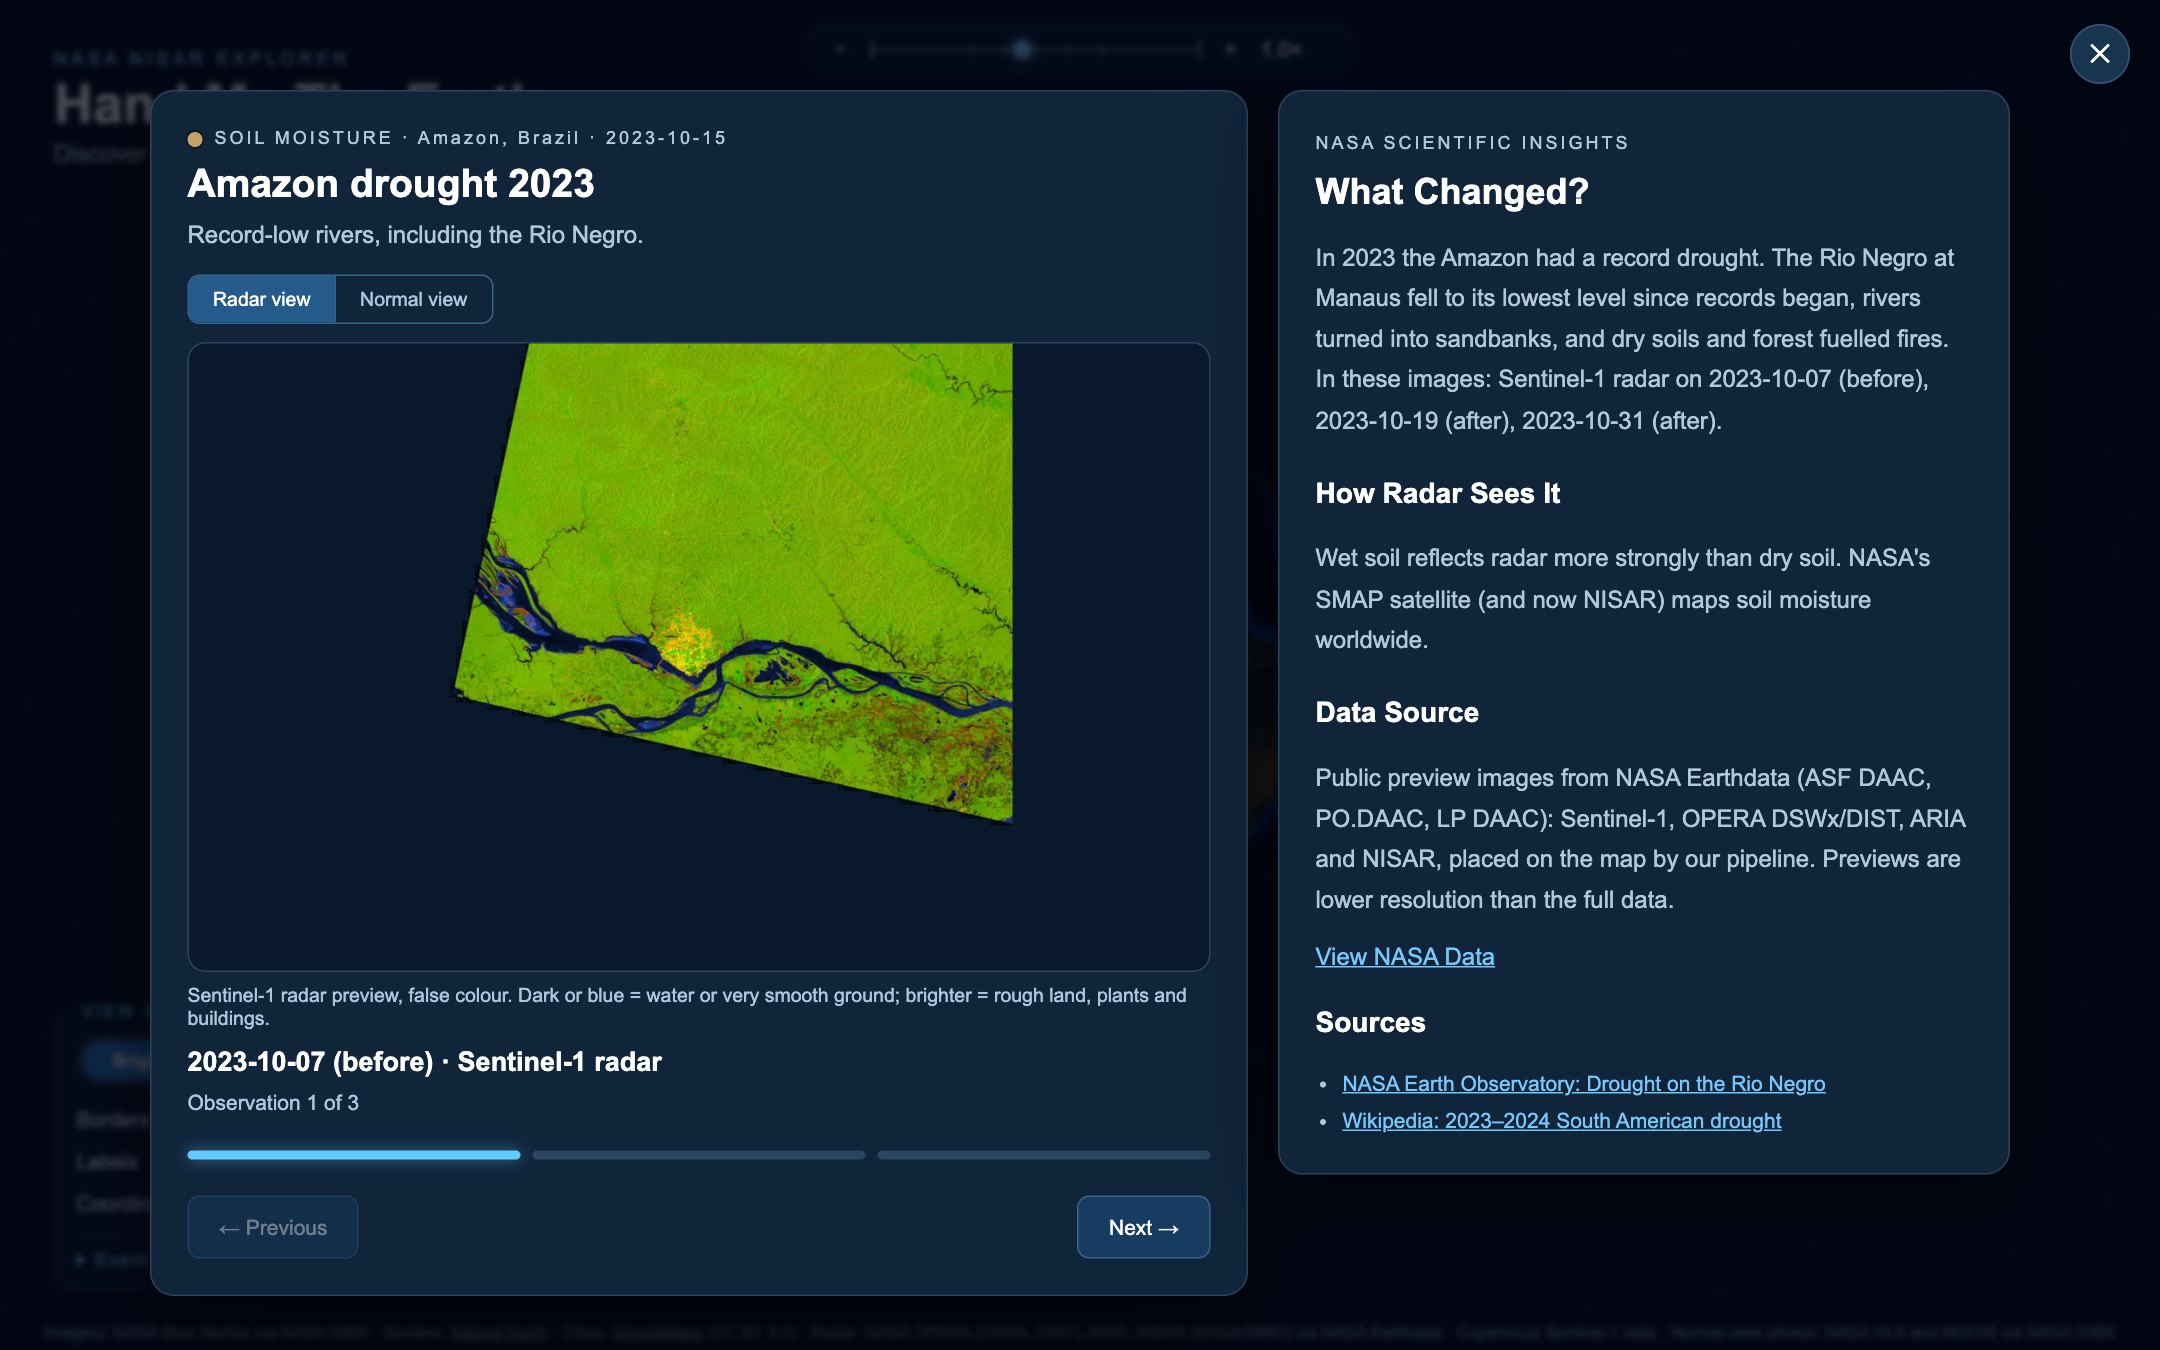 NASA NISAR EXPLORER
1.0×
Discover
SOIL MOISTURE · Amazon, Brazil · 2023-10-15
Amazon drought 2023
Record-low rivers, including the Rio Negro.
Radar view
Normal view
Sentinel-1 radar preview, false colour. Dark or blue = water or very smooth ground; brighter = rough land, plants and
buildings.
2023-10-07 (before) · Sentinel-1 radar
Observation 1 of 3
← Previous
Next →
NASA SCIENTIFIC INSIGHTS
What Changed?
In 2023 the Amazon had a record drought. The Rio Negro at
Manaus fell to its lowest level since records began, rivers
turned into sandbanks, and dry soils and forest fuelled fires.
In these images: Sentinel-1 radar on 2023-10-07 (before),
2023-10-19 (after), 2023-10-31 (after).
How Radar Sees It
Wet soil reflects radar more strongly than dry soil. NASA's
SMAP satellite (and now NISAR) maps soil moisture
worldwide.
Data Source
Public preview images from NASA Earthdata (ASF DAAC,
PO.DAAC, LP DAAC): Sentinel-1, OPERA DSWx/DIST, ARIA
and NISAR, placed on the map by our pipeline. Previews are
lower resolution than the full data.
View NASA Data
Sources
• NASA Earth Observatory: Drought on the Rio Negro
• Wikipedia: 2023–2024 South American drought
Borders
Labels